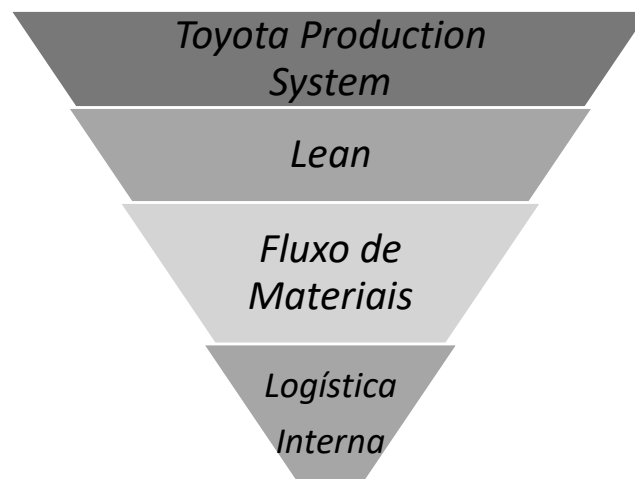 Toyota Production
System
Lean
Fluxo de
Materiais
Logística
Interna